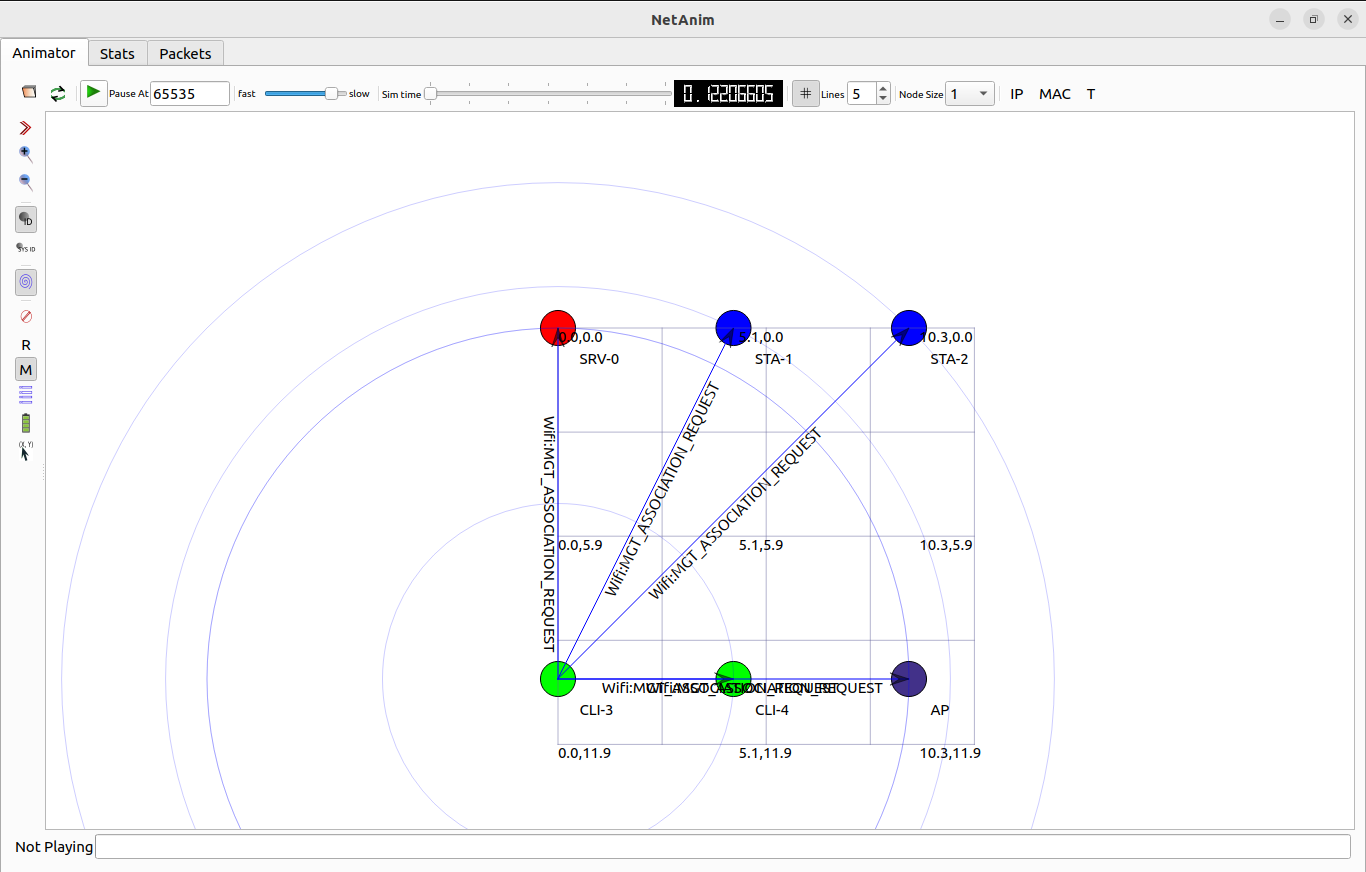 NetAnim
Animator Stats Packets
Pause At 65535 fast slow Sim time 0.12206605 Lines 5 Node Size 1 IP MAC T
ID
SYS ID
R
M
(X, Y)
0.0,0.0 5.1,0.0 10.3,0.0
SRV-0 STA-1 STA-2
Wifi:MGT_ASSOCIATION_REQUEST
Wifi:MGT_ASSOCIATION_REQUEST
Wifi:MGT_ASSOCIATION_REQUEST
0.0,5.9 5.1,5.9 10.3,5.9
Wifi:MGT_ASSOCIATION_REQUEST
Wifi:MGT_ASSOCIATION_REQUEST
CLI-3 CLI-4 AP
0.0,11.9 5.1,11.9 10.3,11.9
Not Playing